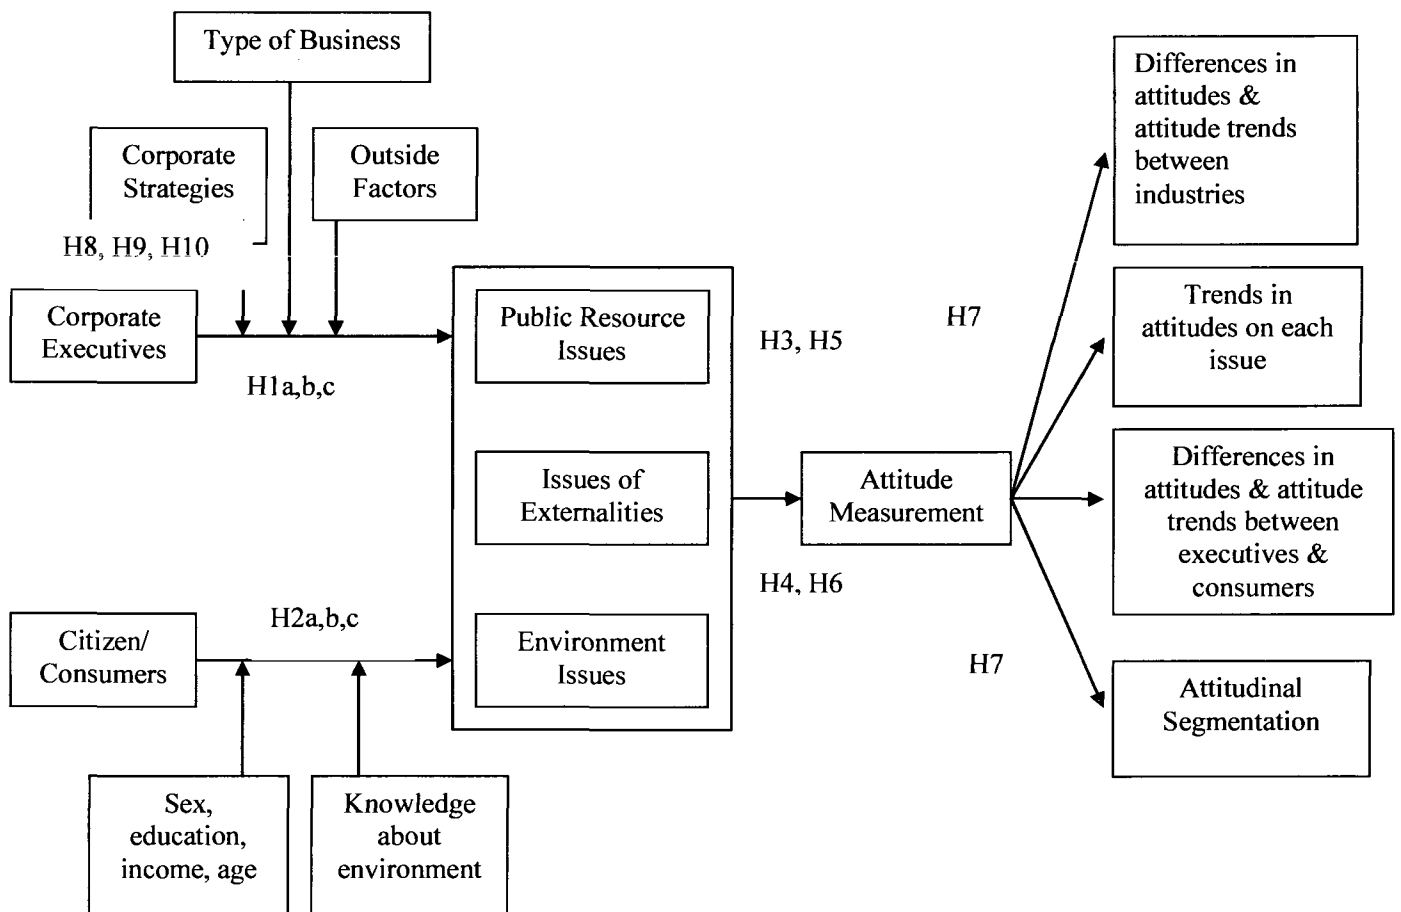 Type of Business
Corporate
Strategies
Outside
Factors
H8, H9, H10
Corporate
Executives
H1a,b,c
Public Resource
Issues
Issues of
Externalities
Environment
Issues
Citizen/
Consumers
H2a,b,c
Sex,
education,
income, age
Knowledge
about
environment
H3, H5
Attitude
Measurement
H4, H6
H7
H7
Differences in
attitudes &
attitude trends
between
industries
Trends in
attitudes on each
issue
Differences in
attitudes & attitude
trends between
executives &
consumers
Attitudinal
Segmentation